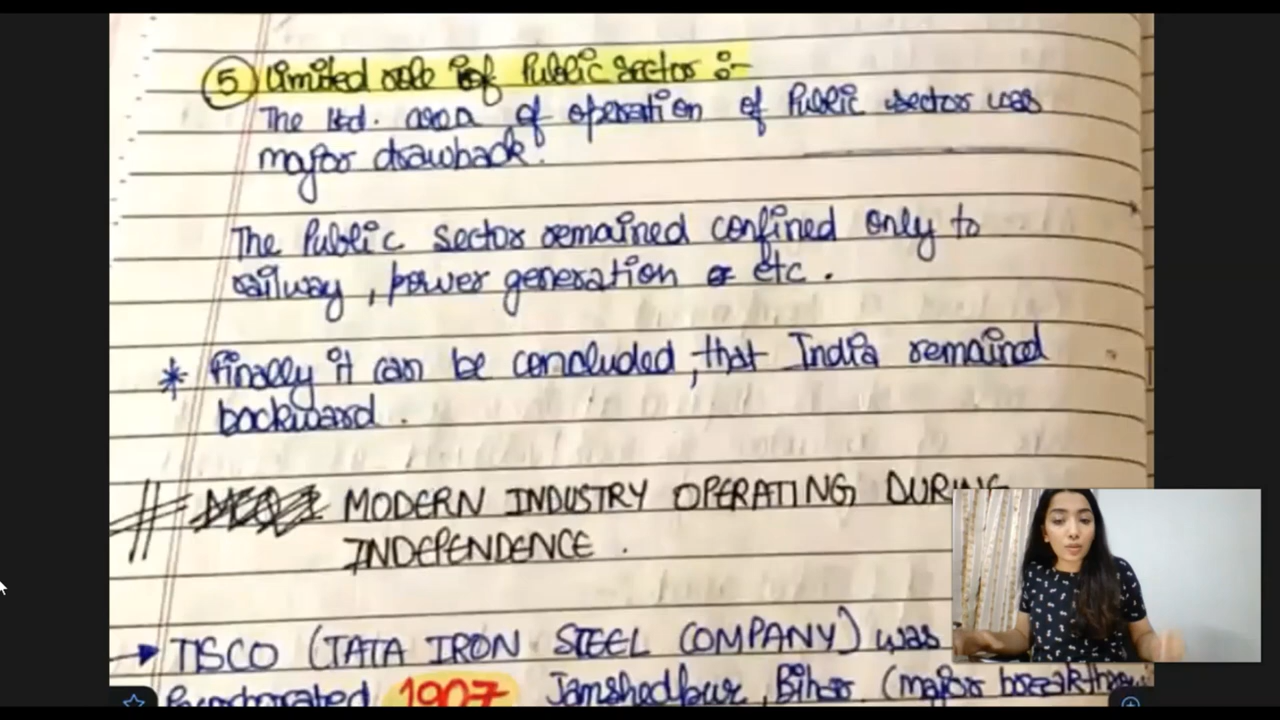 5 Limited role of Public Sector :-
The ltd. area of operation of Public sector was
major drawback.
The Public sector remained confined only to
railway, power generation etc.
* Finally it can be concluded, that India remained
backward.
# MODERN INDUSTRY OPERATING DURING
INDEPENDENCE.
→ TISCO (TATA IRON STEEL COMPANY) was
Incorporated 1907 Jamshedpur, Bihar (major